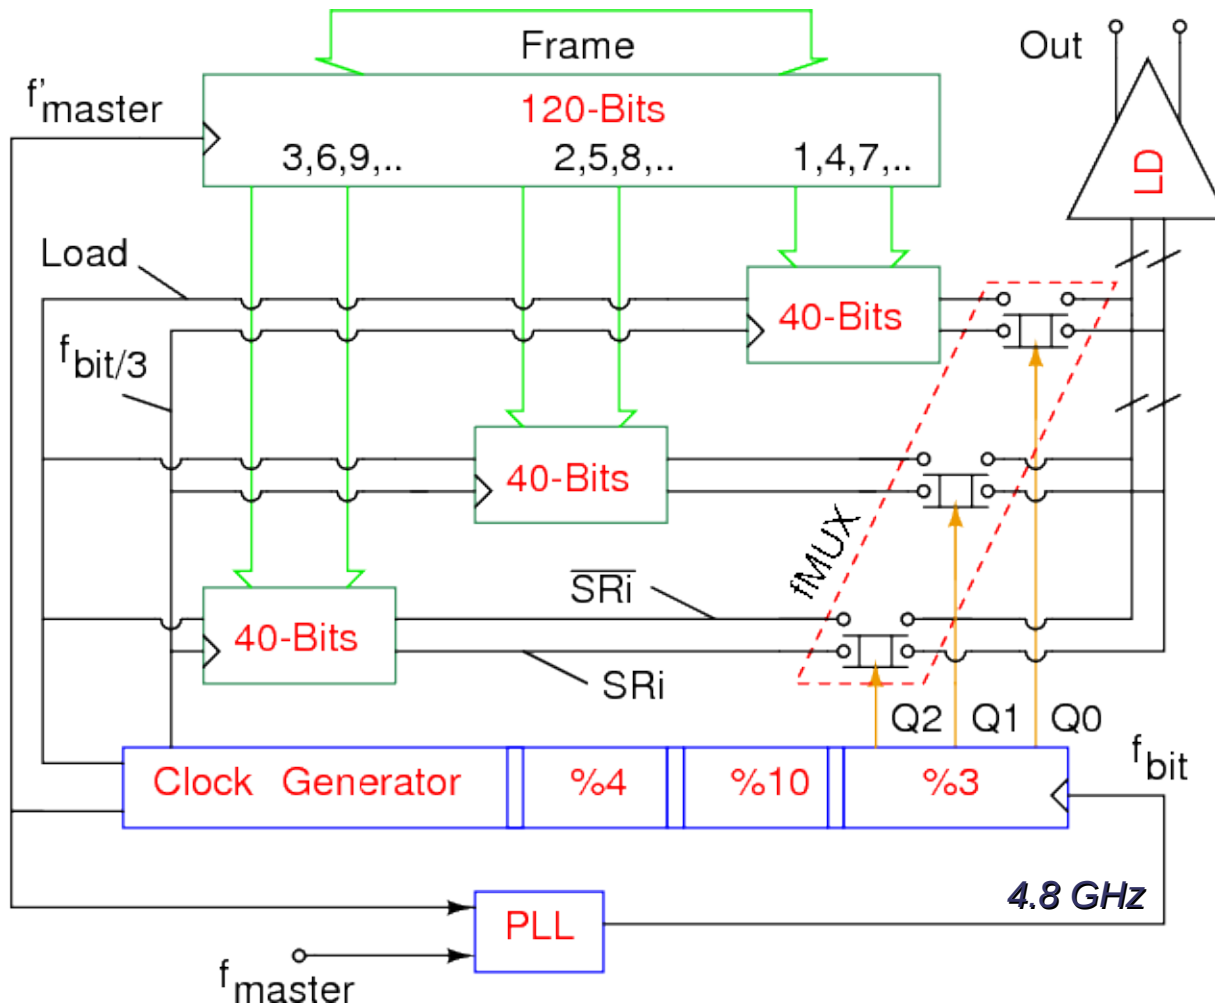 Frame
Out
f'master
120-Bits
3,6,9,..
2,5,8,..
1,4,7,..
LD
Load
40-Bits
fbit/3
40-Bits
fMUX
SRi
40-Bits
SRi
Q2
Q1
Q0
fbit
Clock Generator
%4
%10
%3
4.8 GHz
PLL
fmaster